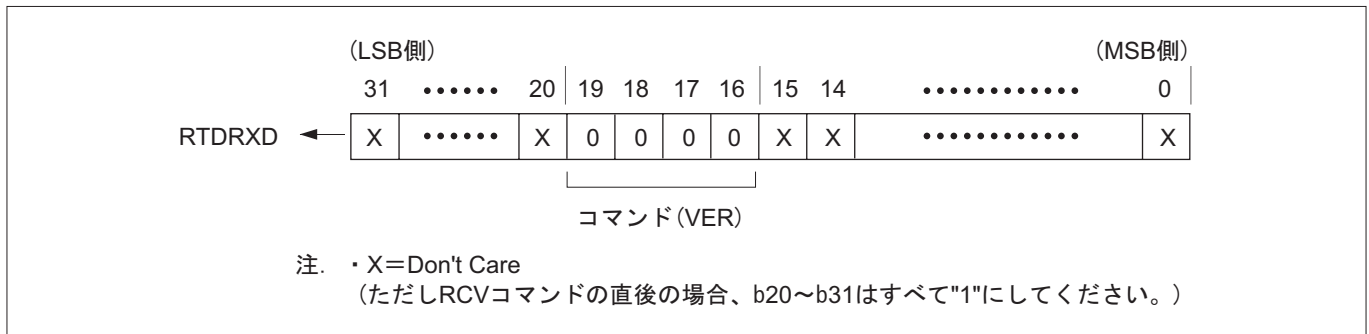 (LSB側) (MSB側)
31 •••••• 20 19 18 17 16 15 14 •••••••••••• 0
RTDRXD X •••••• X 0 0 0 0 X X •••••••••••• X
コマンド(VER)
注. ・X＝Don't Care
(ただしRCVコマンドの直後の場合、b20〜b31はすべて"1"にしてください。)